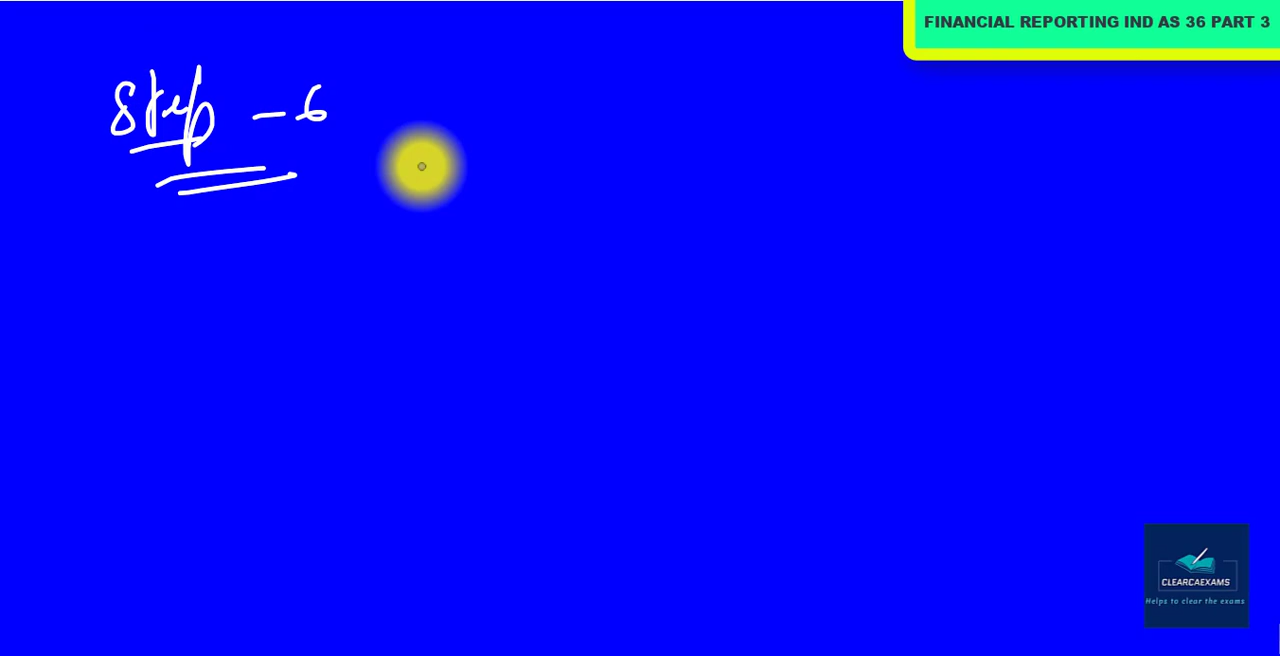 FINANCIAL REPORTING IND AS 36 PART 3
Step - 6
CLEARCAEXAMS
Helps to clear the exams